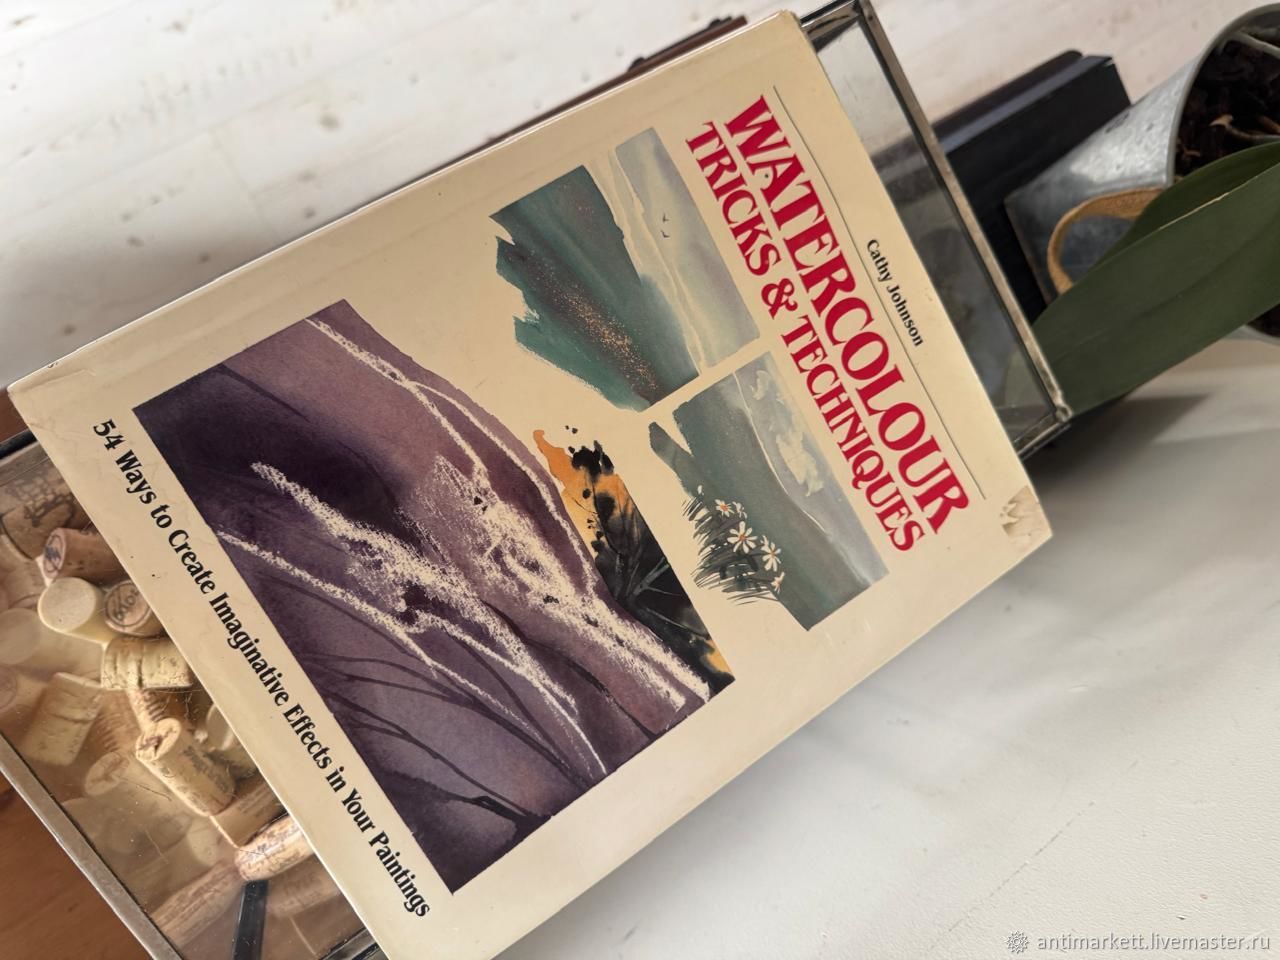 Cathy Johnson
WATERCOLOUR
TRICKS & TECHNIQUES
54 Ways to Create Imaginative Effects in Your Paintings
antimarkett.livemaster.ru